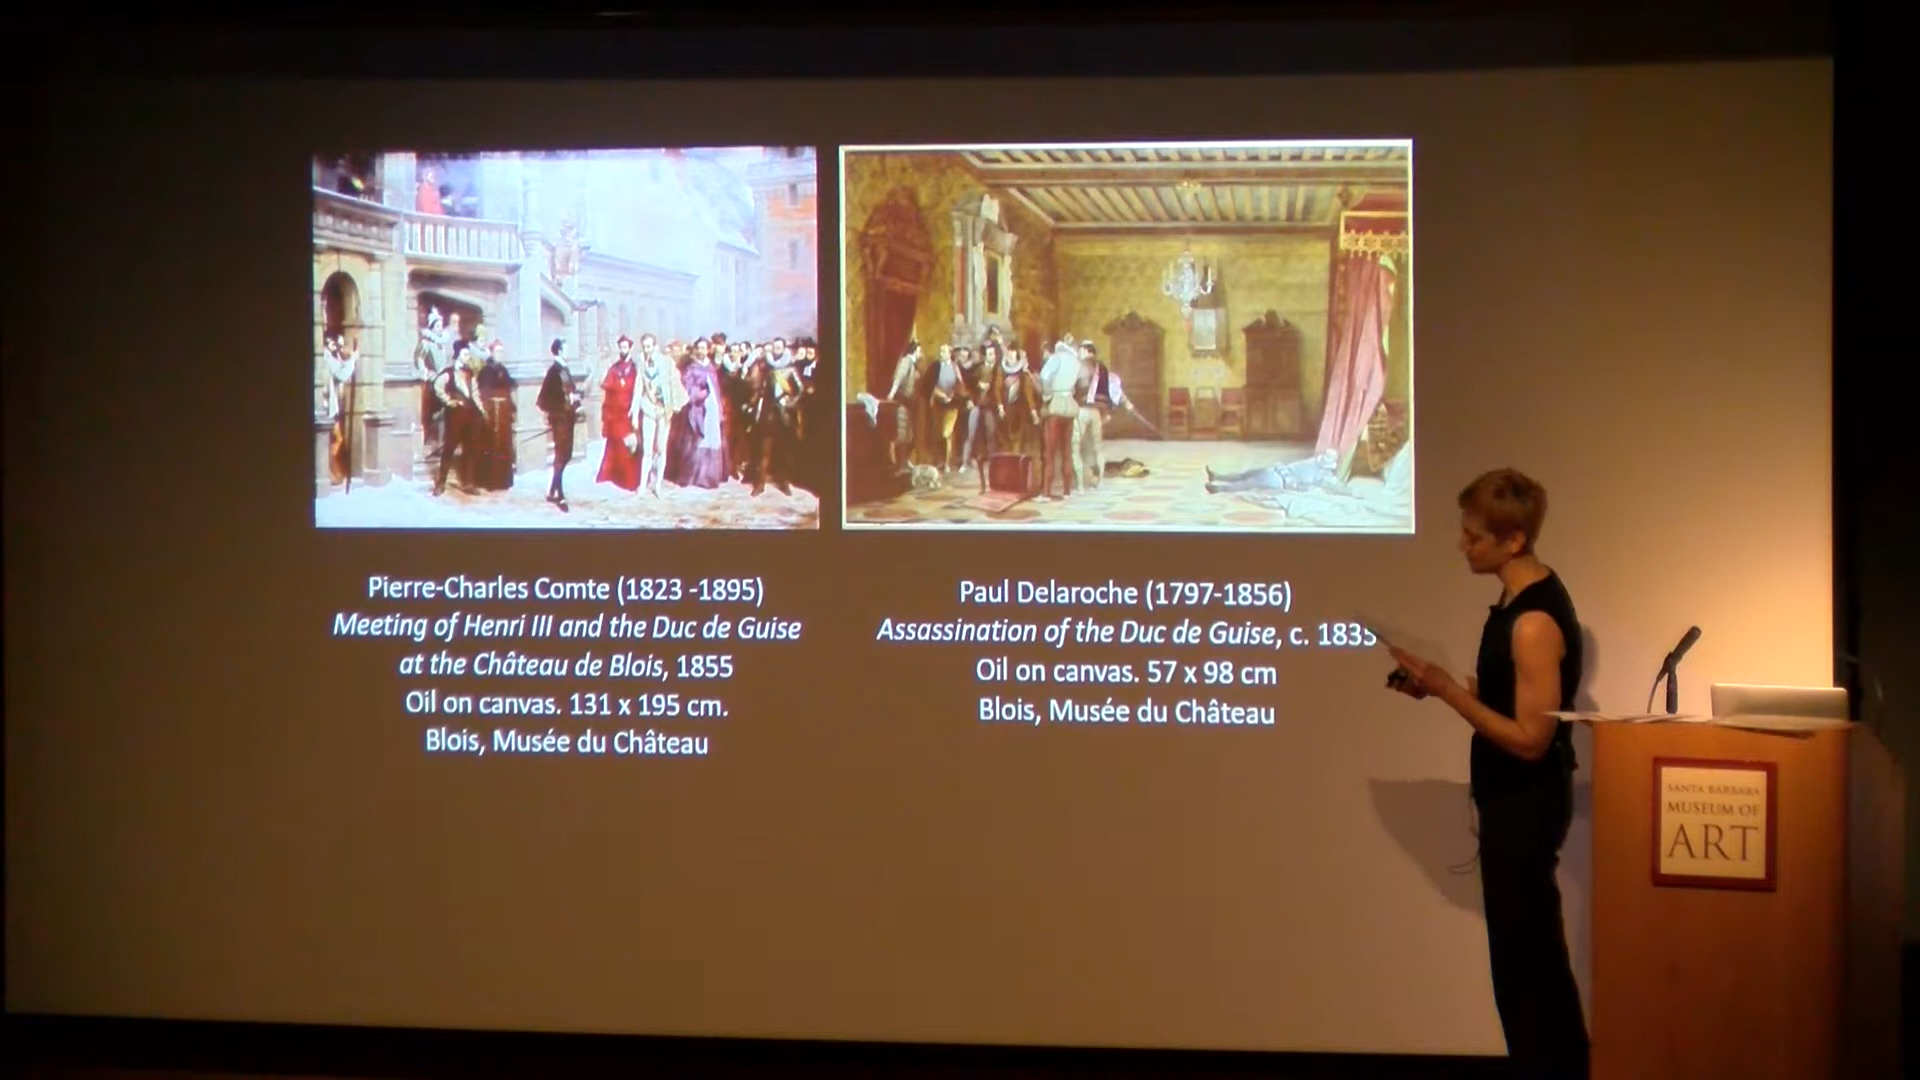 Pierre-Charles Comte (1823 -1895)
Meeting of Henri III and the Duc de Guise
at the Château de Blois, 1855
Oil on canvas. 131 x 195 cm.
Blois, Musée du Château
Paul Delaroche (1797-1856)
Assassination of the Duc de Guise, c. 1835
Oil on canvas. 57 x 98 cm
Blois, Musée du Château
SANTA BARBARA
MUSEUM OF
ART